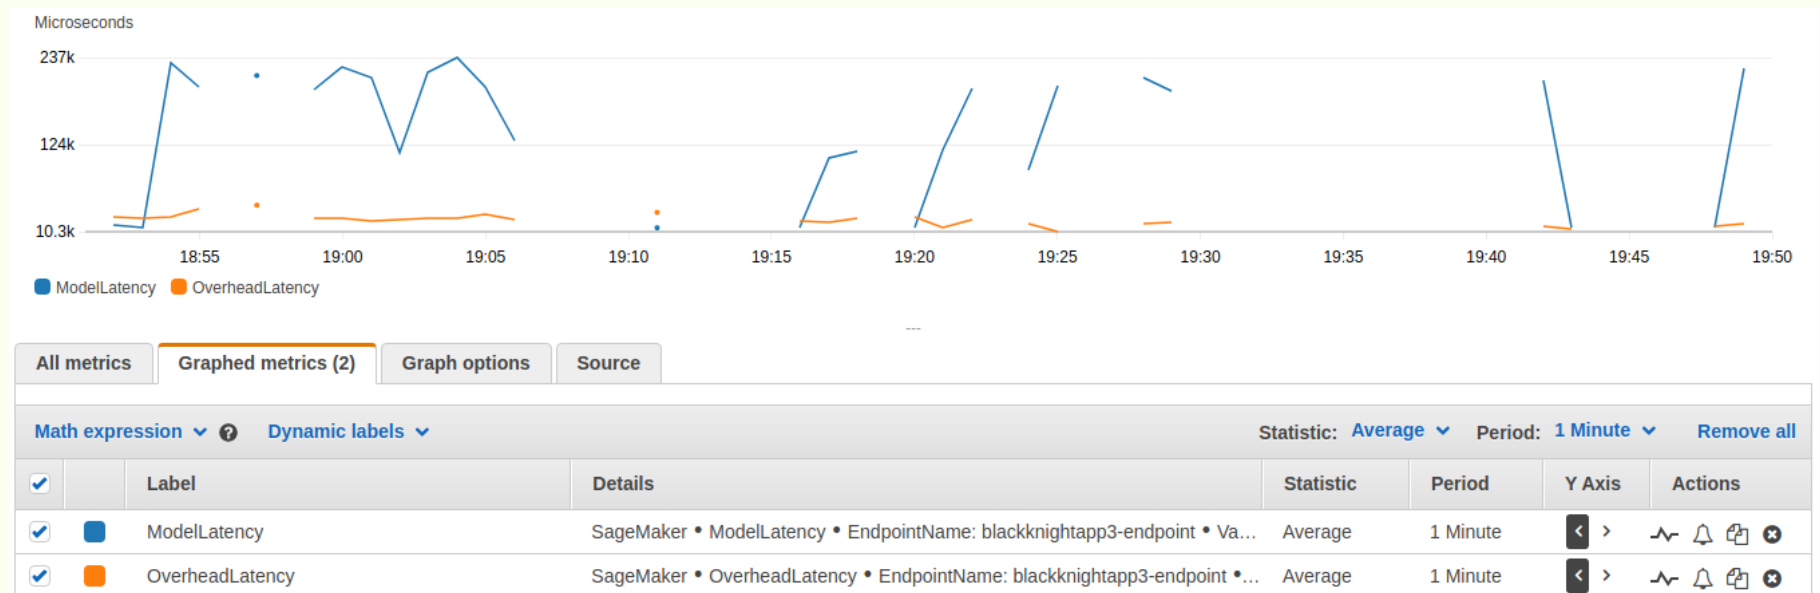 Microseconds
237k
124k
10.3k
18:55 19:00 19:05 19:10 19:15 19:20 19:25 19:30 19:35 19:40 19:45 19:50
ModelLatency OverheadLatency
All metrics Graphed metrics (2) Graph options Source
Math expression Dynamic labels Statistic: Average Period: 1 Minute Remove all
Label Details Statistic Period Y Axis Actions
ModelLatency SageMaker • ModelLatency • EndpointName: blackknightapp3-endpoint • Va... Average 1 Minute
OverheadLatency SageMaker • OverheadLatency • EndpointName: blackknightapp3-endpoint •... Average 1 Minute